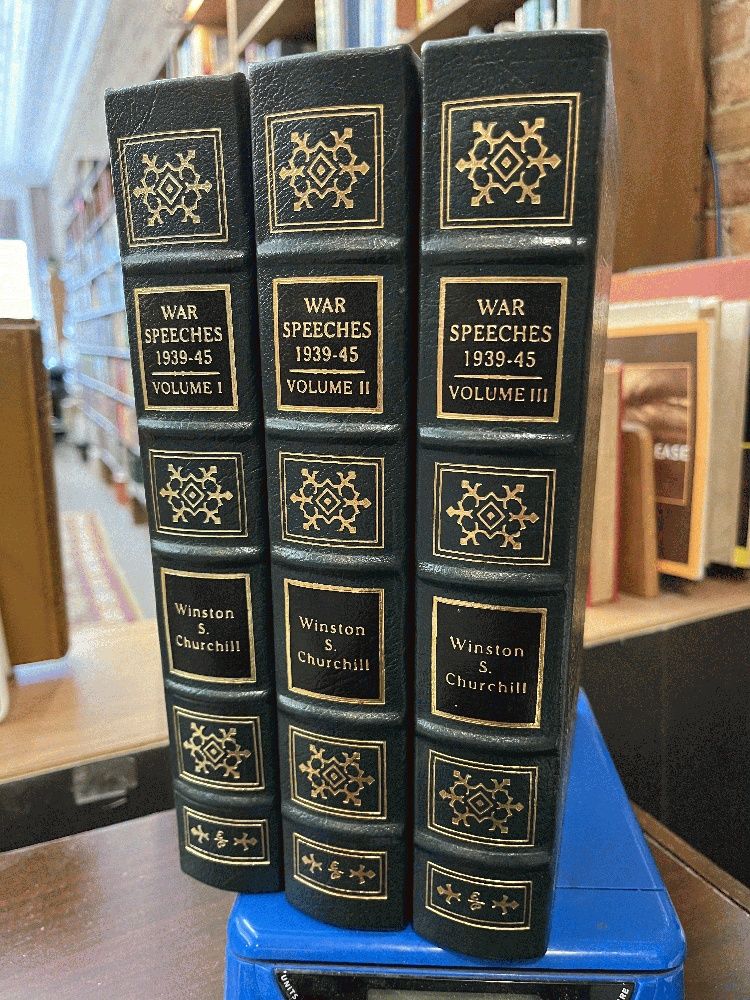 WAR
SPEECHES
1939-45
VOLUME I
Winston
S.
Churchill
WAR
SPEECHES
1939-45
VOLUME II
Winston
S.
Churchill
WAR
SPEECHES
1939-45
VOLUME III
Winston
S.
Churchill
EASE
UNITS